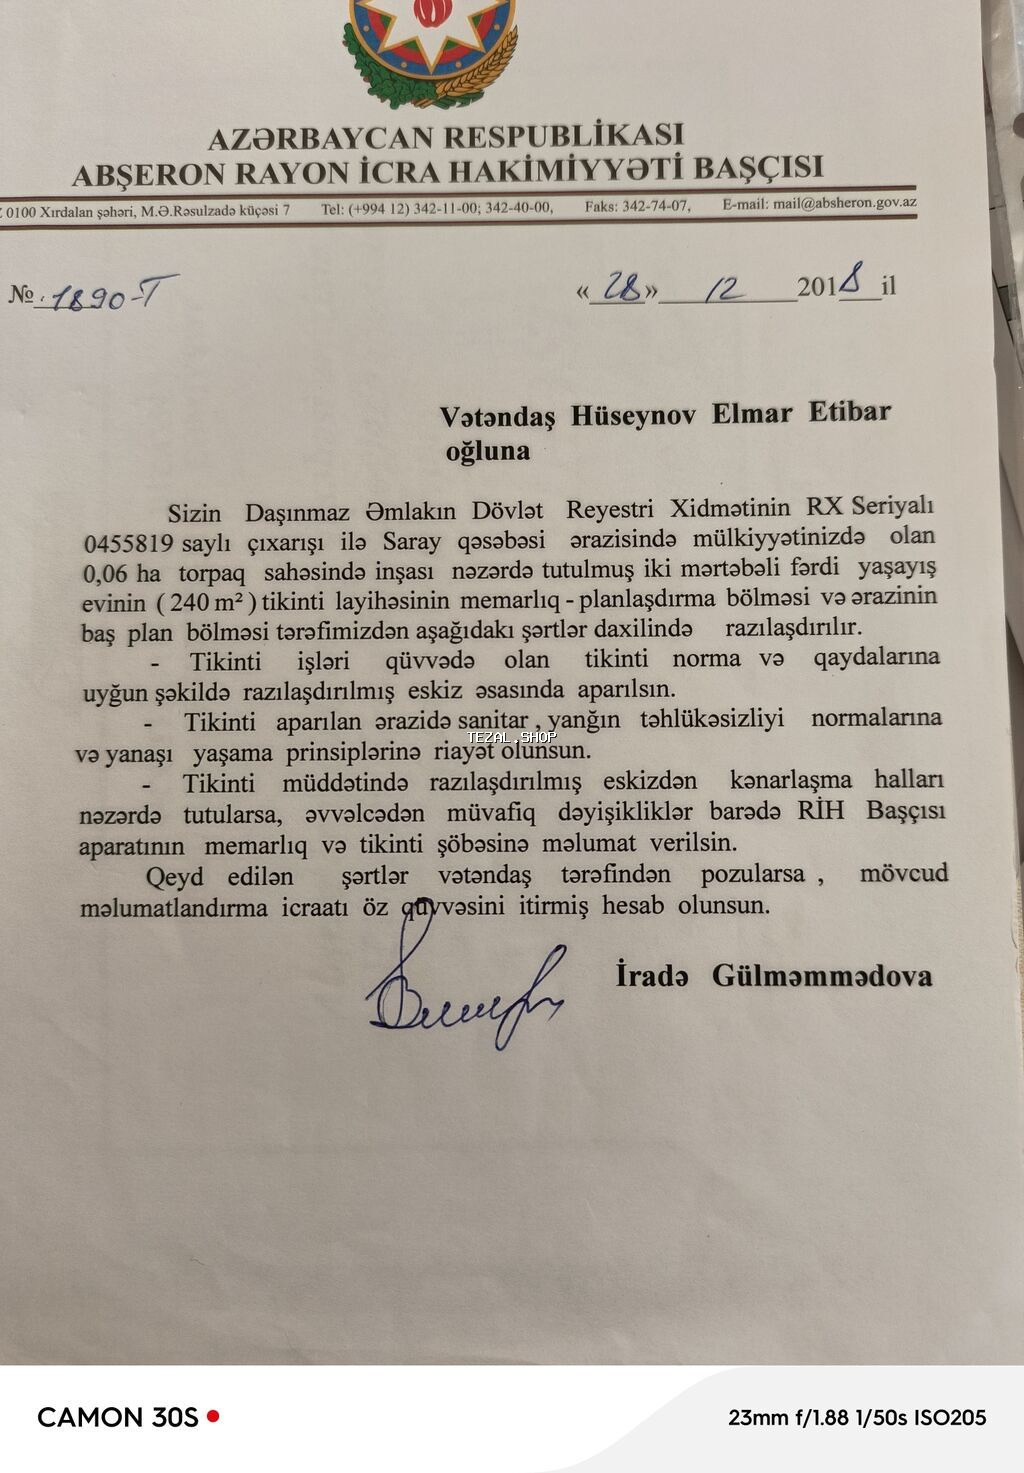 AZƏRBAYCAN RESPUBLİKASI
ABŞERON RAYON İCRA HAKİMİYYƏTİ BAŞÇISI
Z 0100 Xırdalan şəhəri, M.Ə.Rəsulzadə küçəsi 7 Tel: (+994 12) 342-11-00; 342-40-00, Faks: 342-74-07, E-mail: mail@absheron.gov.az
№. 1890-T «28» 12 2018 il
Vətəndaş Hüseynov Elmar Etibar
oğluna
Sizin Daşınmaz Əmlakın Dövlət Reyestri Xidmətinin RX Seriyalı
0455819 saylı çıxarışı ilə Saray qəsəbəsi ərazisində mülkiyyətinizdə olan
0,06 ha torpaq sahəsində inşası nəzərdə tutulmuş iki mərtəbəli fərdi yaşayış
evinin ( 240 m² ) tikinti layihəsinin memarlıq - planlaşdırma bölməsi və ərazinin
baş plan bölməsi tərəfimizdən aşağıdakı şərtlər daxilində razılaşdırılır.
- Tikinti işləri qüvvədə olan tikinti norma və qaydalarına
uyğun şəkildə razılaşdırılmış eskiz əsasında aparılsın.
- Tikinti aparılan ərazidə sanitar , yanğın təhlükəsizliyi normalarına
və yanaşı yaşama prinsiplərinə riayət olunsun.
TEZAL.SHOP
- Tikinti müddətində razılaşdırılmış eskizdən kənarlaşma halları
nəzərdə tutularsa, əvvəlcədən müvafiq dəyişikliklər barədə RİH Başçısı
aparatının memarlıq və tikinti şöbəsinə məlumat verilsin.
Qeyd edilən şərtlər vətəndaş tərəfindən pozularsa , mövcud
məlumatlandırma icraatı öz qüvvəsini itirmiş hesab olunsun.
İradə Gülməmmədova
CAMON 30S
23mm f/1.88 1/50s ISO205